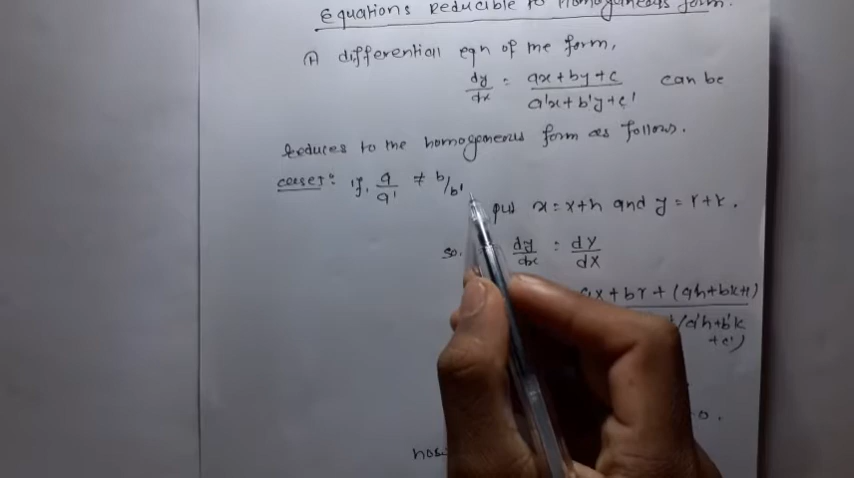 Equations Reducible to Homogeneous form.
A differential eqn of the form,
dy/dx = ax + by + c / a'x + b'y + c' can be
reduces to the homogeneous form as follows.
case I: if, a/a' ≠ b/b'
put x = X + h and y = Y + k.
so. dy/dx = dY/dX
ax + bY + (ah + bk +
(a'h + b'k
+ c')